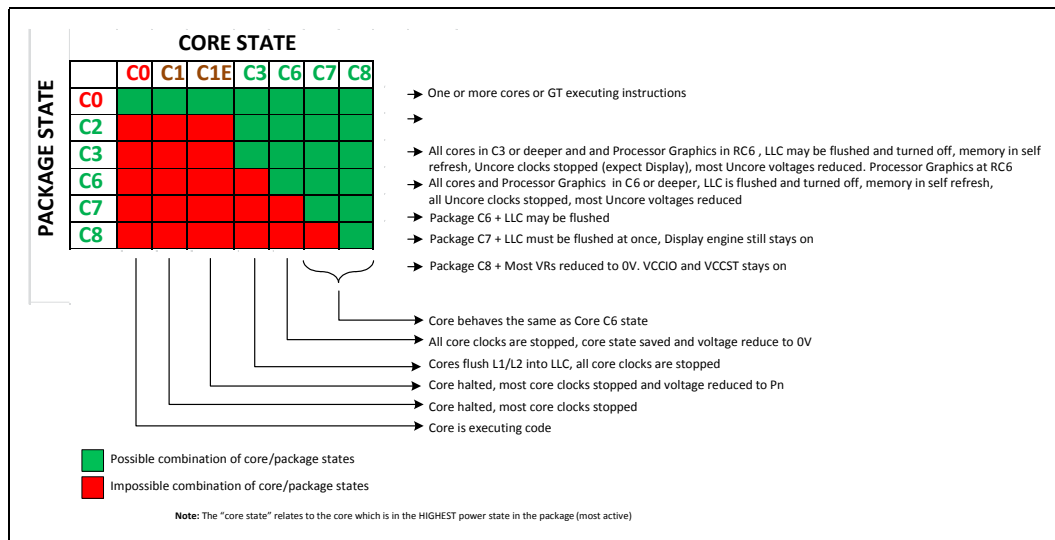 CORE STATE
PACKAGE STATE
C0 C1 C1E C3 C6 C7 C8
C0
C2
C3
C6
C7
C8
One or more cores or GT executing instructions
All cores in C3 or deeper and and Processor Graphics in RC6 , LLC may be flushed and turned off, memory in self
refresh, Uncore clocks stopped (expect Display), most Uncore voltages reduced. Processor Graphics at RC6
All cores and Processor Graphics in C6 or deeper, LLC is flushed and turned off, memory in self refresh,
all Uncore clocks stopped, most Uncore voltages reduced
Package C6 + LLC may be flushed
Package C7 + LLC must be flushed at once, Display engine still stays on
Package C8 + Most VRs reduced to 0V. VCCIO and VCCST stays on
Core behaves the same as Core C6 state
All core clocks are stopped, core state saved and voltage reduce to 0V
Cores flush L1/L2 into LLC, all core clocks are stopped
Core halted, most core clocks stopped and voltage reduced to Pn
Core halted, most core clocks stopped
Core is executing code
Possible combination of core/package states
Impossible combination of core/package states
Note: The “core state” relates to the core which is in the HIGHEST power state in the package (most active)